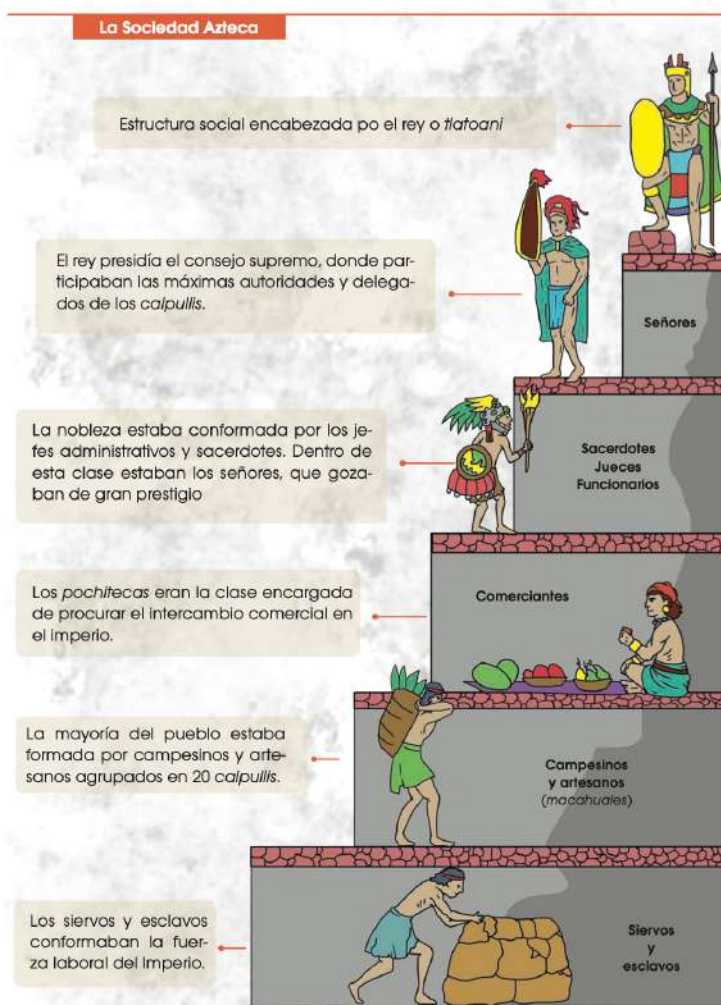 La Sociedad Azteca
Estructura social encabezada po el rey o tlatoani
El rey presidía el consejo supremo, donde par-
ticipaban las máximas autoridades y delega-
dos de los calpullis.
Señores
La nobleza estaba conformada por los je-
fes administrativos y sacerdotes. Dentro de
esta clase estaban los señores, que goza-
ban de gran prestigio
Sacerdotes
Jueces
Funcionarios
Los pochitecas eran la clase encargada
de procurar el intercambio comercial en
el imperio.
Comerciantes
La mayoría del pueblo estaba
formada por campesinos y arte-
sanos agrupados en 20 calpullis.
Campesinos
y artesanos
(macahuales)
Los siervos y esclavos
conformaban la fuer-
za laboral del Imperio.
Siervos
y
esclavos